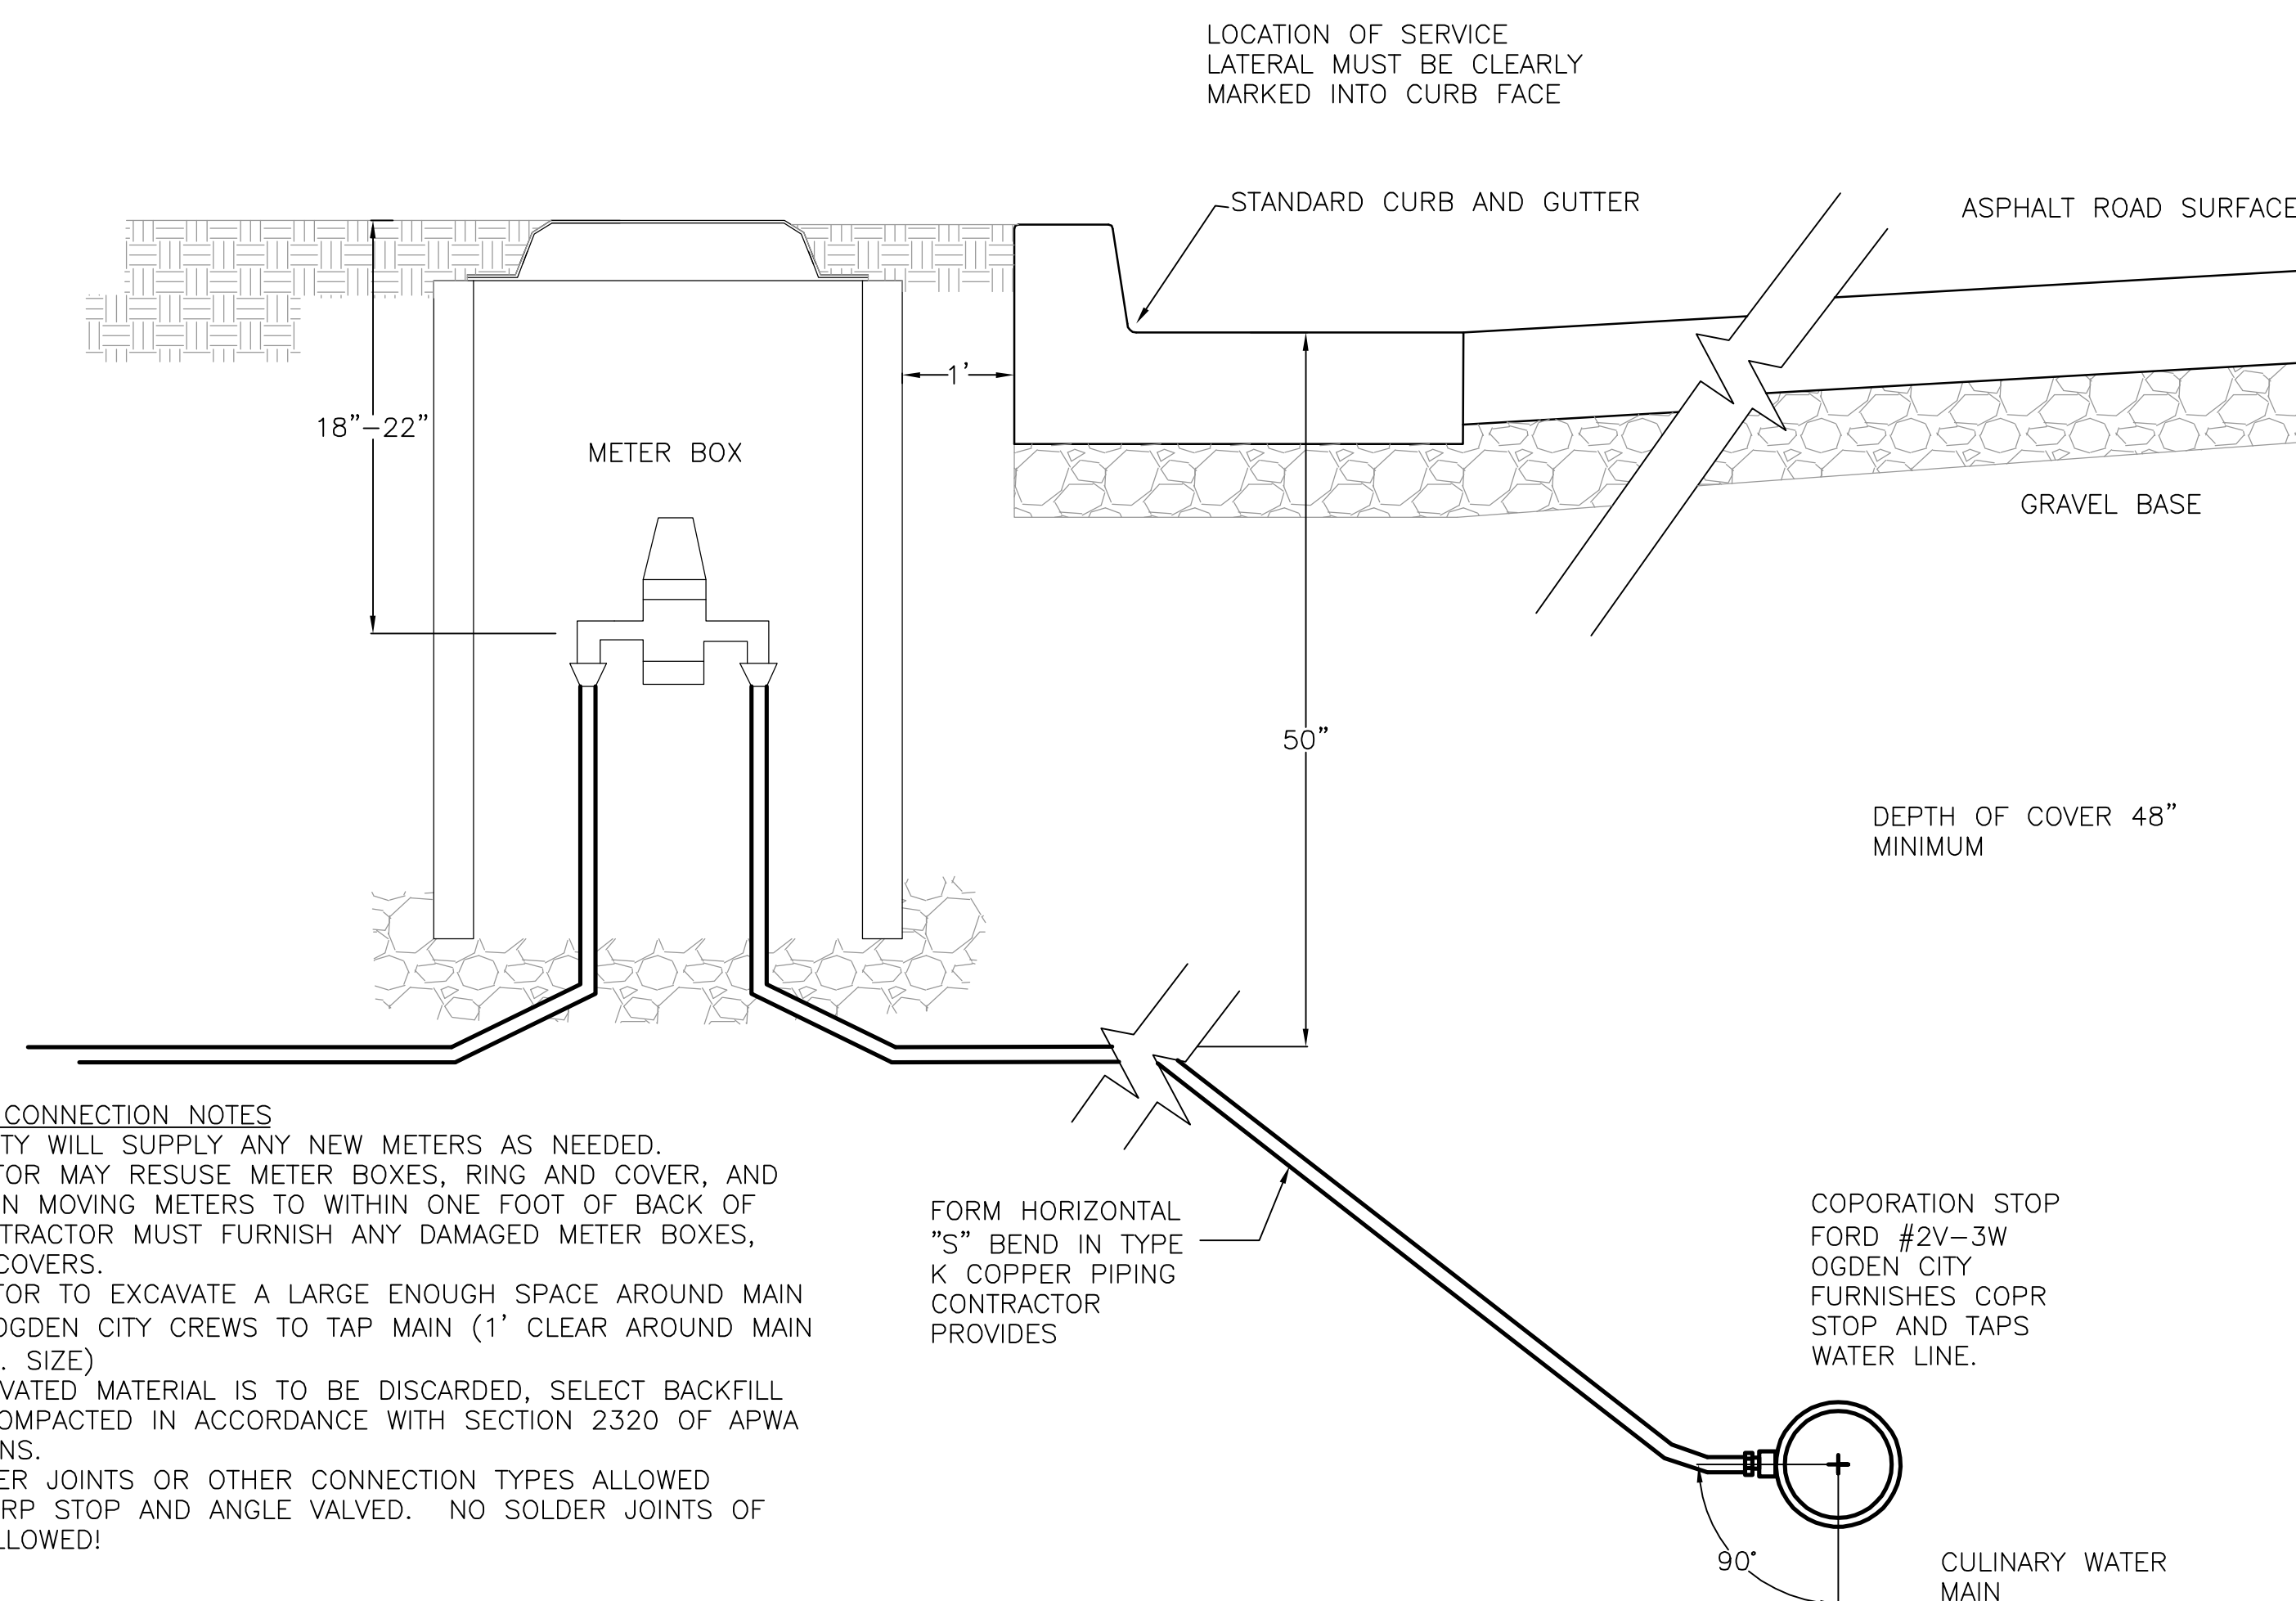 LOCATION OF SERVICE
LATERAL MUST BE CLEARLY
MARKED INTO CURB FACE
STANDARD CURB AND GUTTER
ASPHALT ROAD SURFACE
1'
18"-22"
METER BOX
GRAVEL BASE
50"
DEPTH OF COVER 48"
MINIMUM
CONNECTION NOTES
TY WILL SUPPLY ANY NEW METERS AS NEEDED.
TOR MAY RESUSE METER BOXES, RING AND COVER, AND
N MOVING METERS TO WITHIN ONE FOOT OF BACK OF
TRACTOR MUST FURNISH ANY DAMAGED METER BOXES,
COVERS.
TOR TO EXCAVATE A LARGE ENOUGH SPACE AROUND MAIN
OGDEN CITY CREWS TO TAP MAIN (1' CLEAR AROUND MAIN
. SIZE)
VATED MATERIAL IS TO BE DISCARDED, SELECT BACKFILL
OMPACTED IN ACCORDANCE WITH SECTION 2320 OF APWA
NS.
ER JOINTS OR OTHER CONNECTION TYPES ALLOWED
RP STOP AND ANGLE VALVED. NO SOLDER JOINTS OF
LLOWED!
FORM HORIZONTAL
"S" BEND IN TYPE
K COPPER PIPING
CONTRACTOR
PROVIDES
COPORATION STOP
FORD #2V-3W
OGDEN CITY
FURNISHES COPR
STOP AND TAPS
WATER LINE.
90°
CULINARY WATER
MAIN